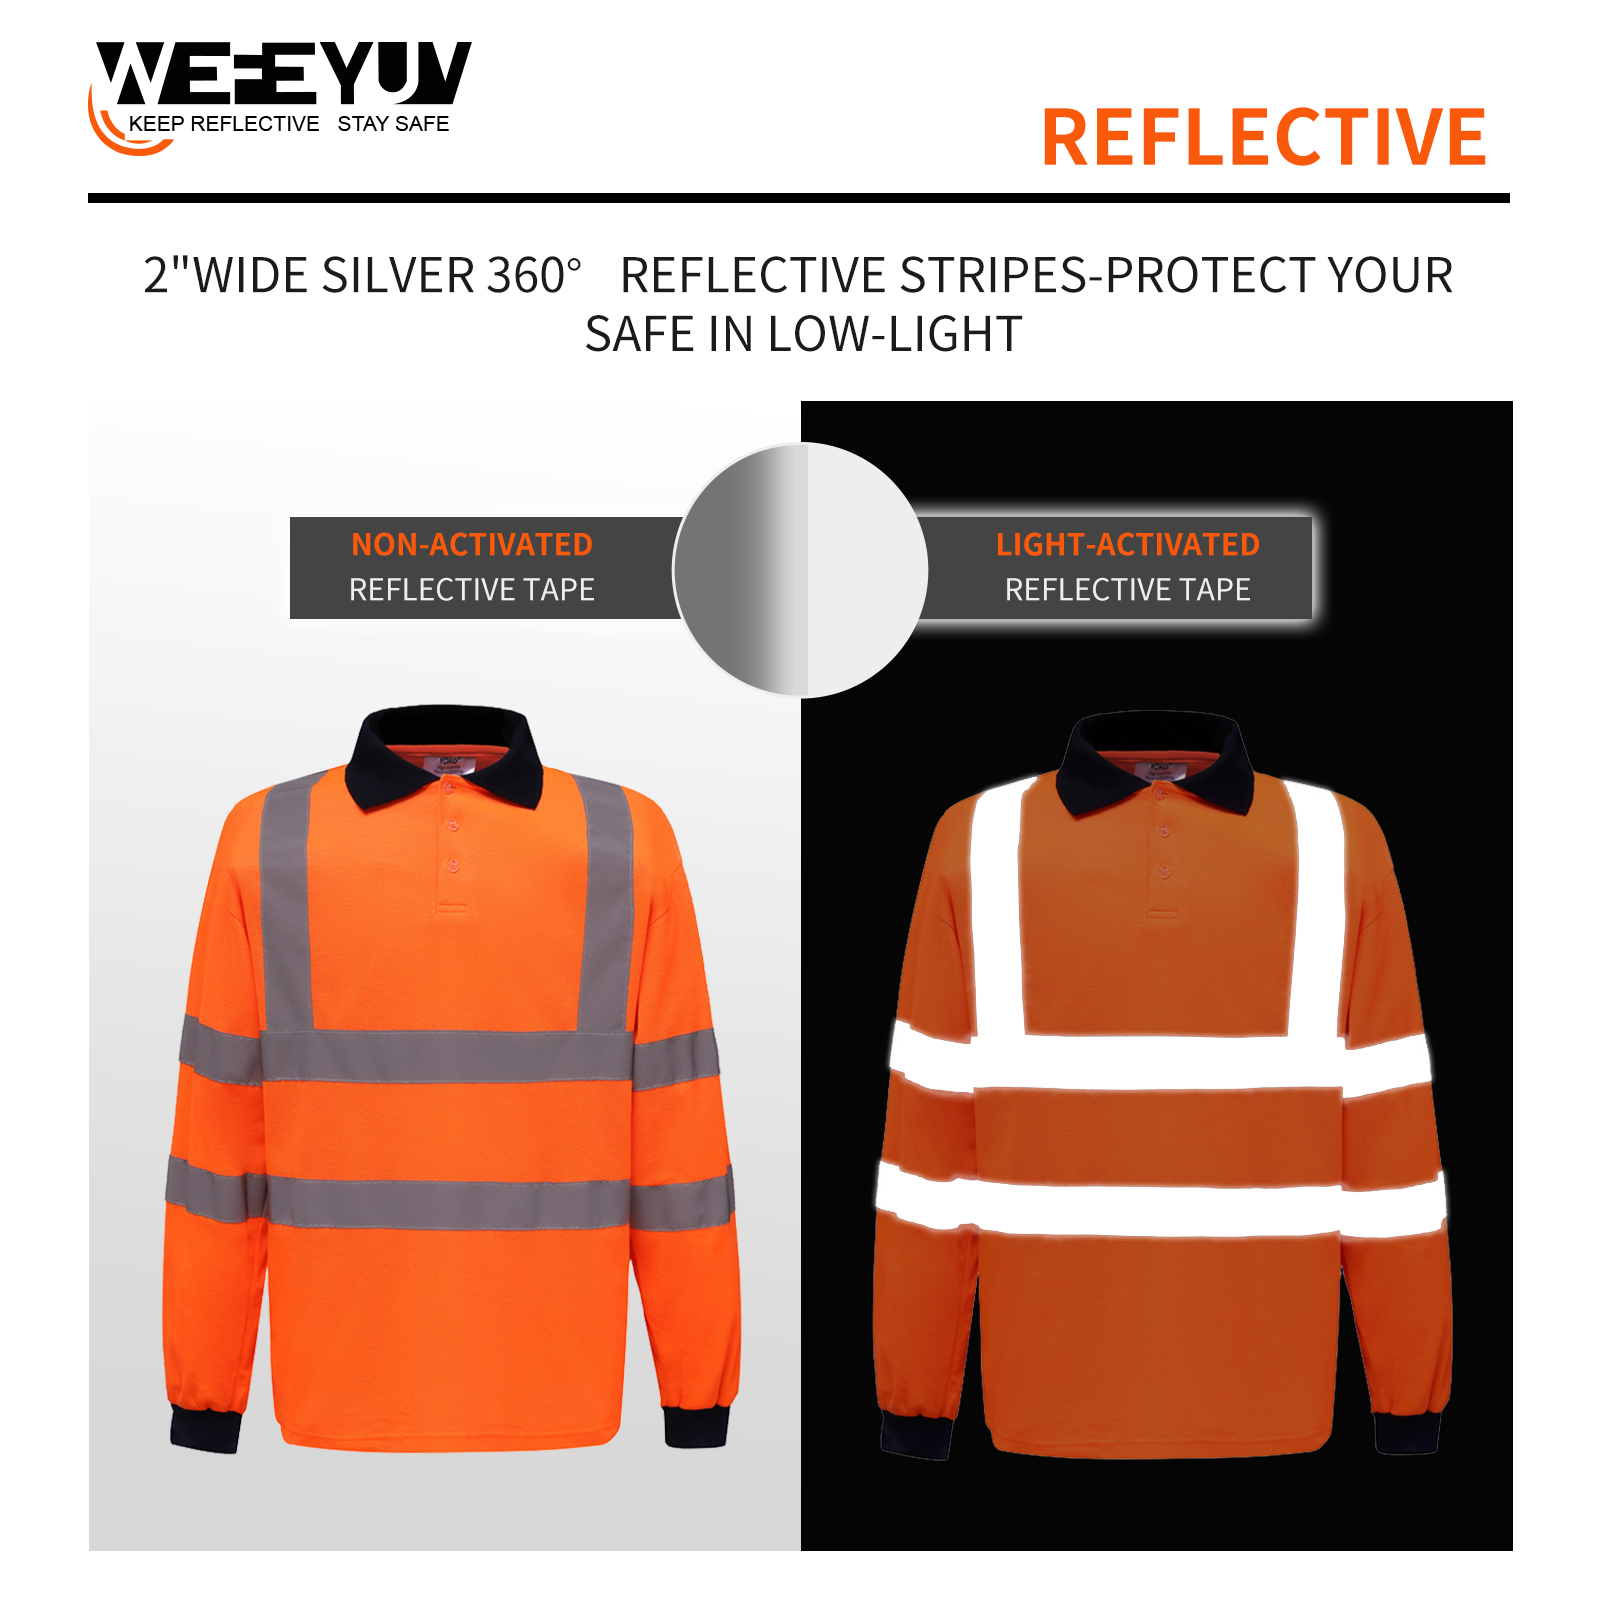 WEFEYUV
KEEP REFLECTIVE STAY SAFE
REFLECTIVE
2"WIDE SILVER 360° REFLECTIVE STRIPES-PROTECT YOUR
SAFE IN LOW-LIGHT
NON-ACTIVATED
REFLECTIVE TAPE
LIGHT-ACTIVATED
REFLECTIVE TAPE